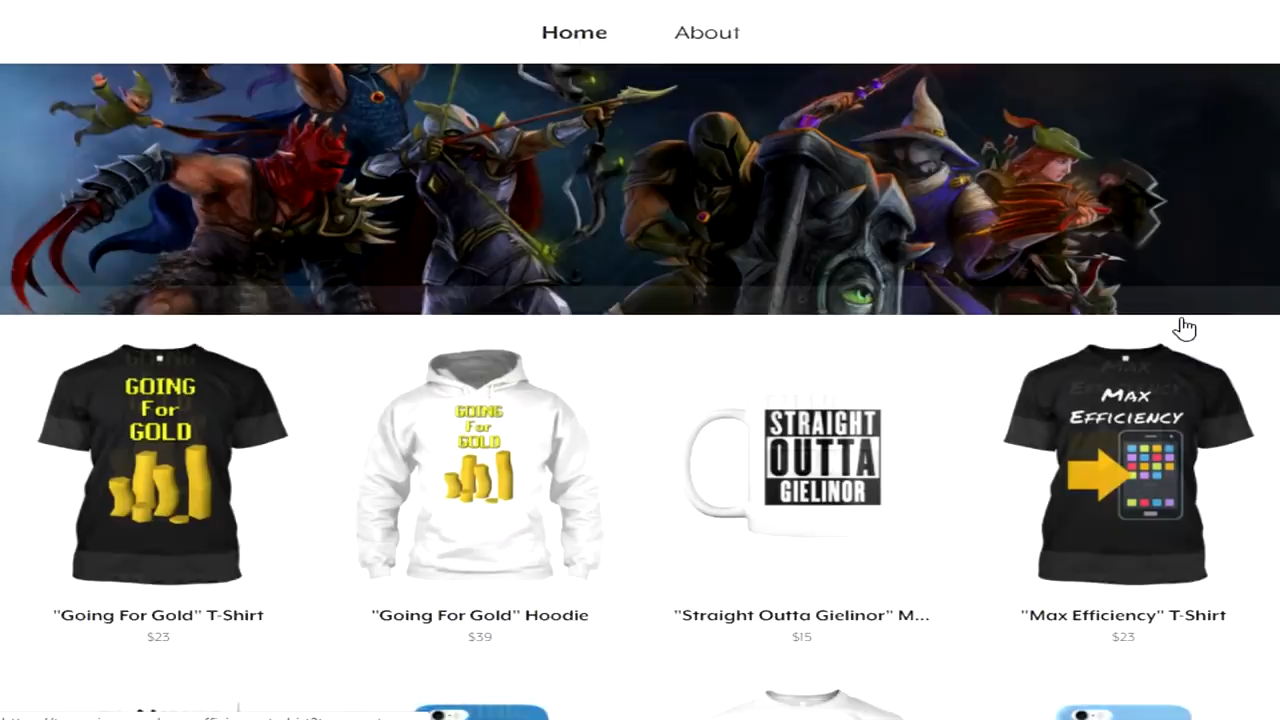 Home
About
GOING
For
GOLD
GOING
For
GOLD
STRAIGHT
OUTTA
GIELINOR
MAX
EFFICIENCY
"Going For Gold" T-Shirt
"Going For Gold" Hoodie
"Straight Outta Gielinor" M...
"Max Efficiency" T-Shirt
$23
$39
$15
$23